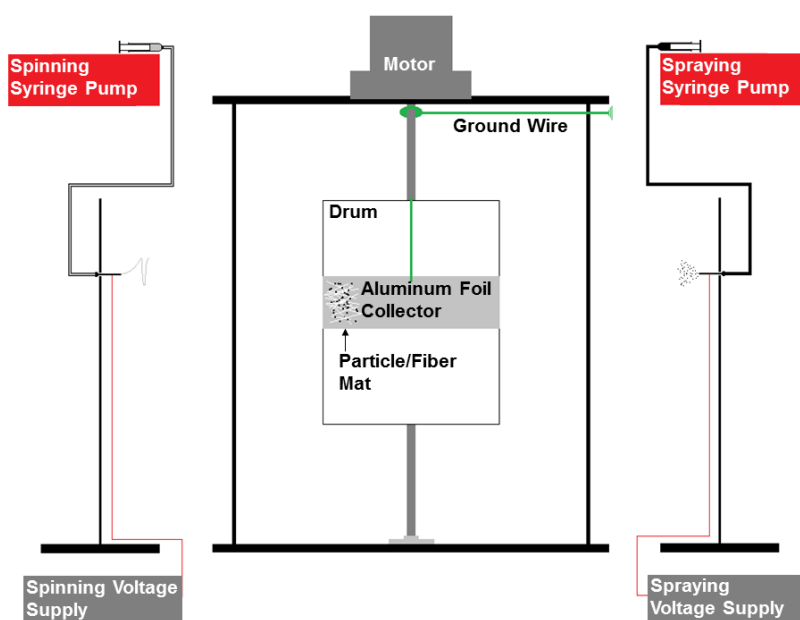 Spinning
Syringe Pump
Motor
Spraying
Syringe Pump
Ground Wire
Drum
Aluminum Foil
Collector
Particle/Fiber
Mat
Spinning Voltage
Supply
Spraying
Voltage Supply